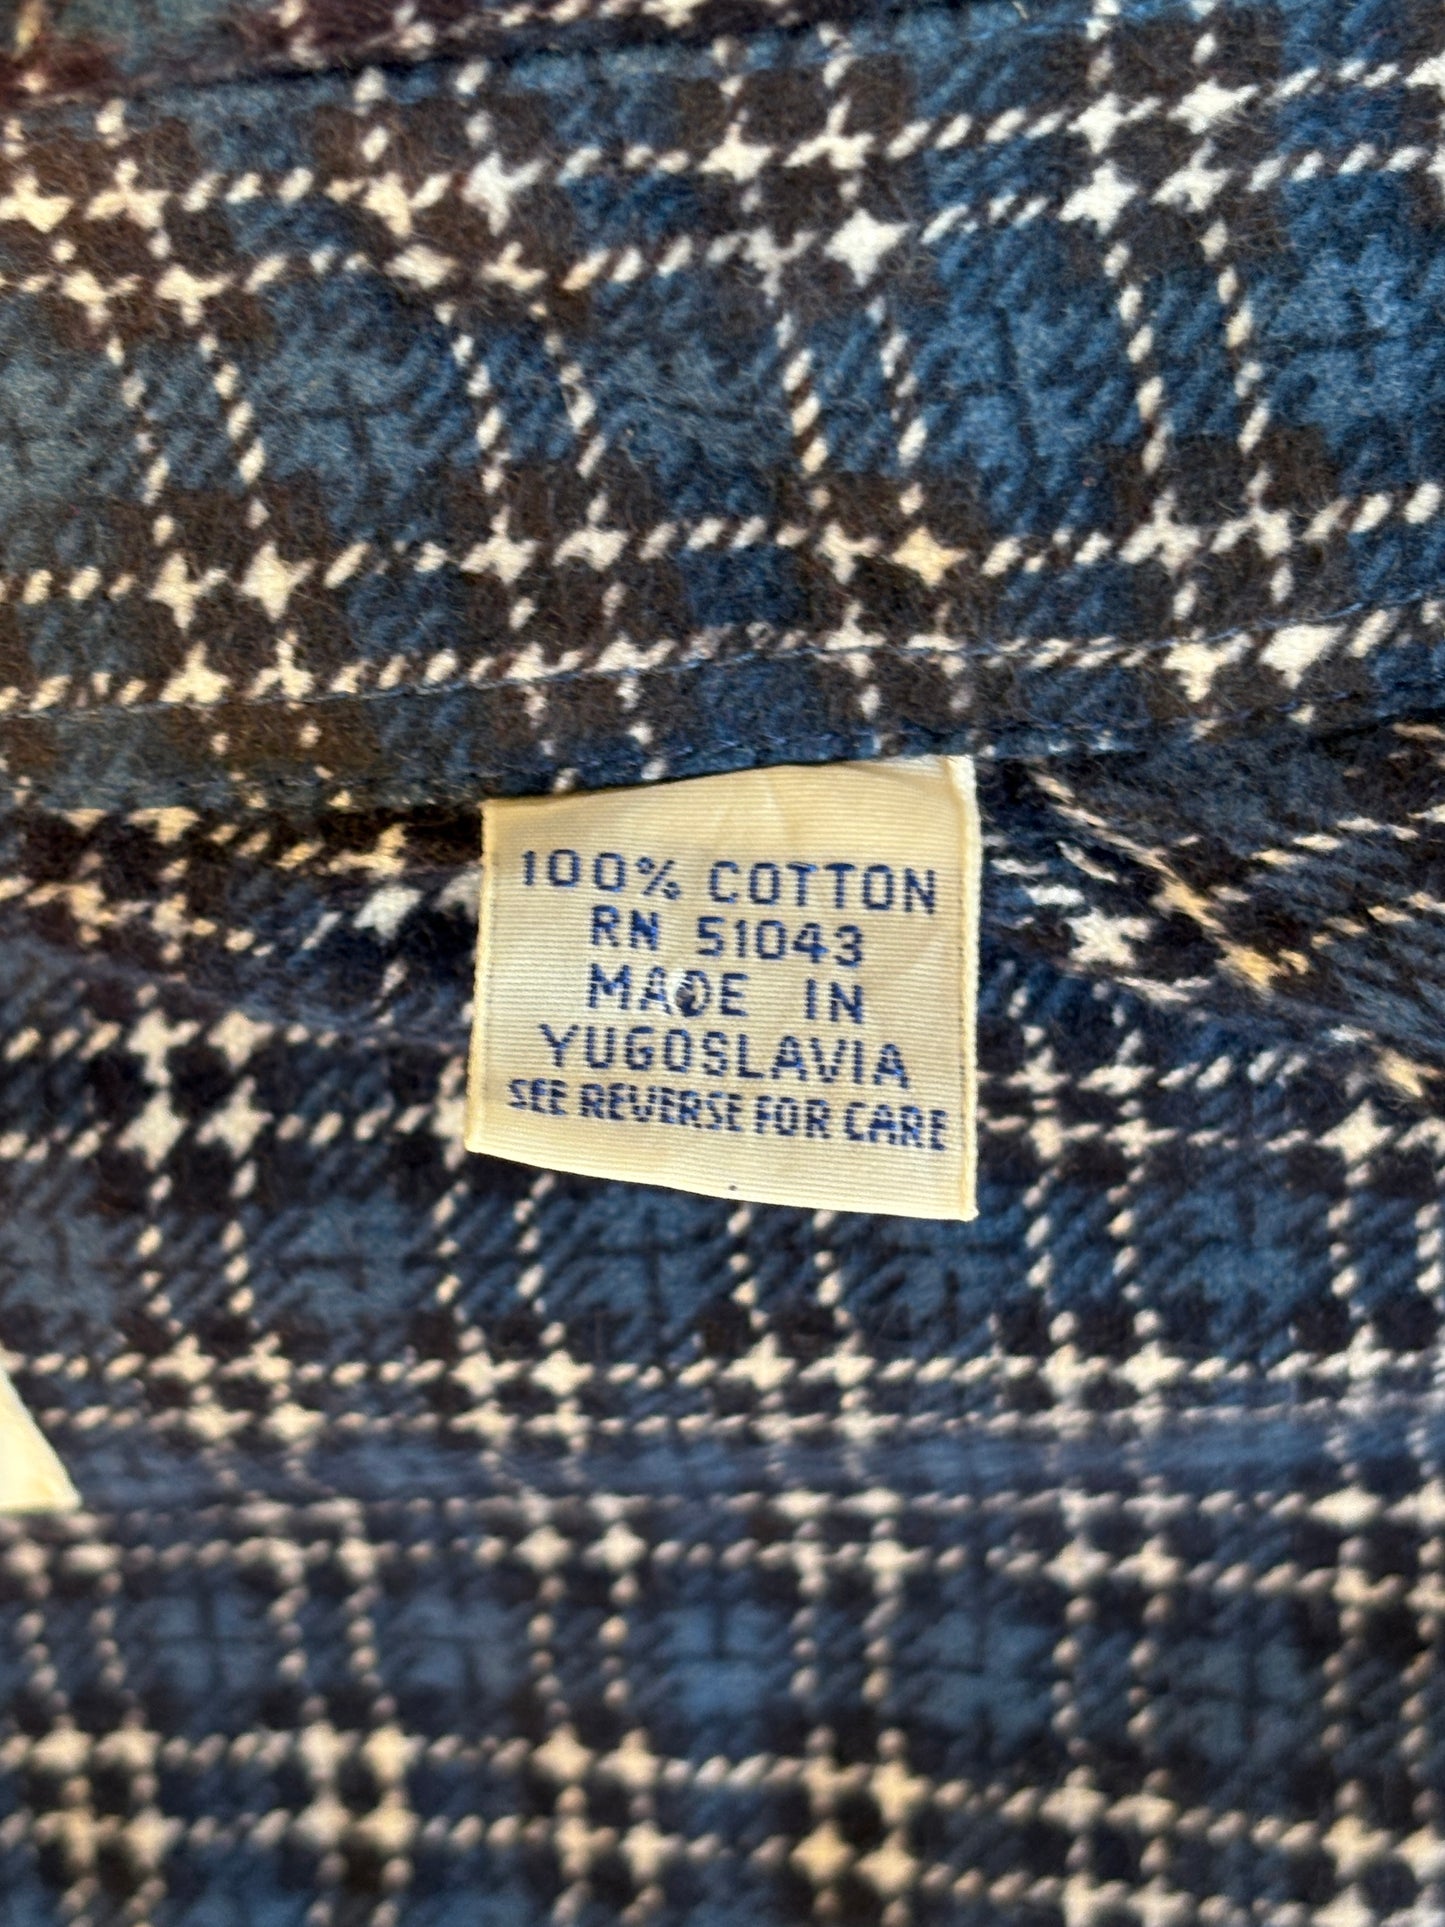 100% COTTON
RN 51043
MADE IN
YUGOSLAVIA
SEE REVERSE FOR CARE